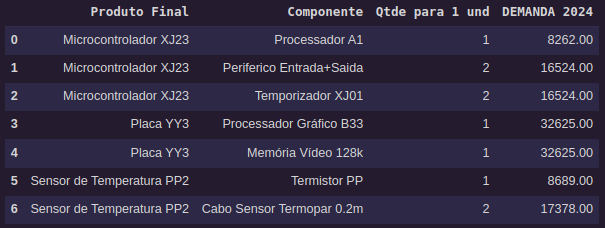 Produto Final Componente Qtde para 1 und DEMANDA 2024
0 Microcontrolador XJ23 Processador A1 1 8262.00
1 Microcontrolador XJ23 Periferico Entrada+Saida 2 16524.00
2 Microcontrolador XJ23 Temporizador XJ01 2 16524.00
3 Placa YY3 Processador Gráfico B33 1 32625.00
4 Placa YY3 Memória Vídeo 128k 1 32625.00
5 Sensor de Temperatura PP2 Termistor PP 1 8689.00
6 Sensor de Temperatura PP2 Cabo Sensor Termopar 0.2m 2 17378.00